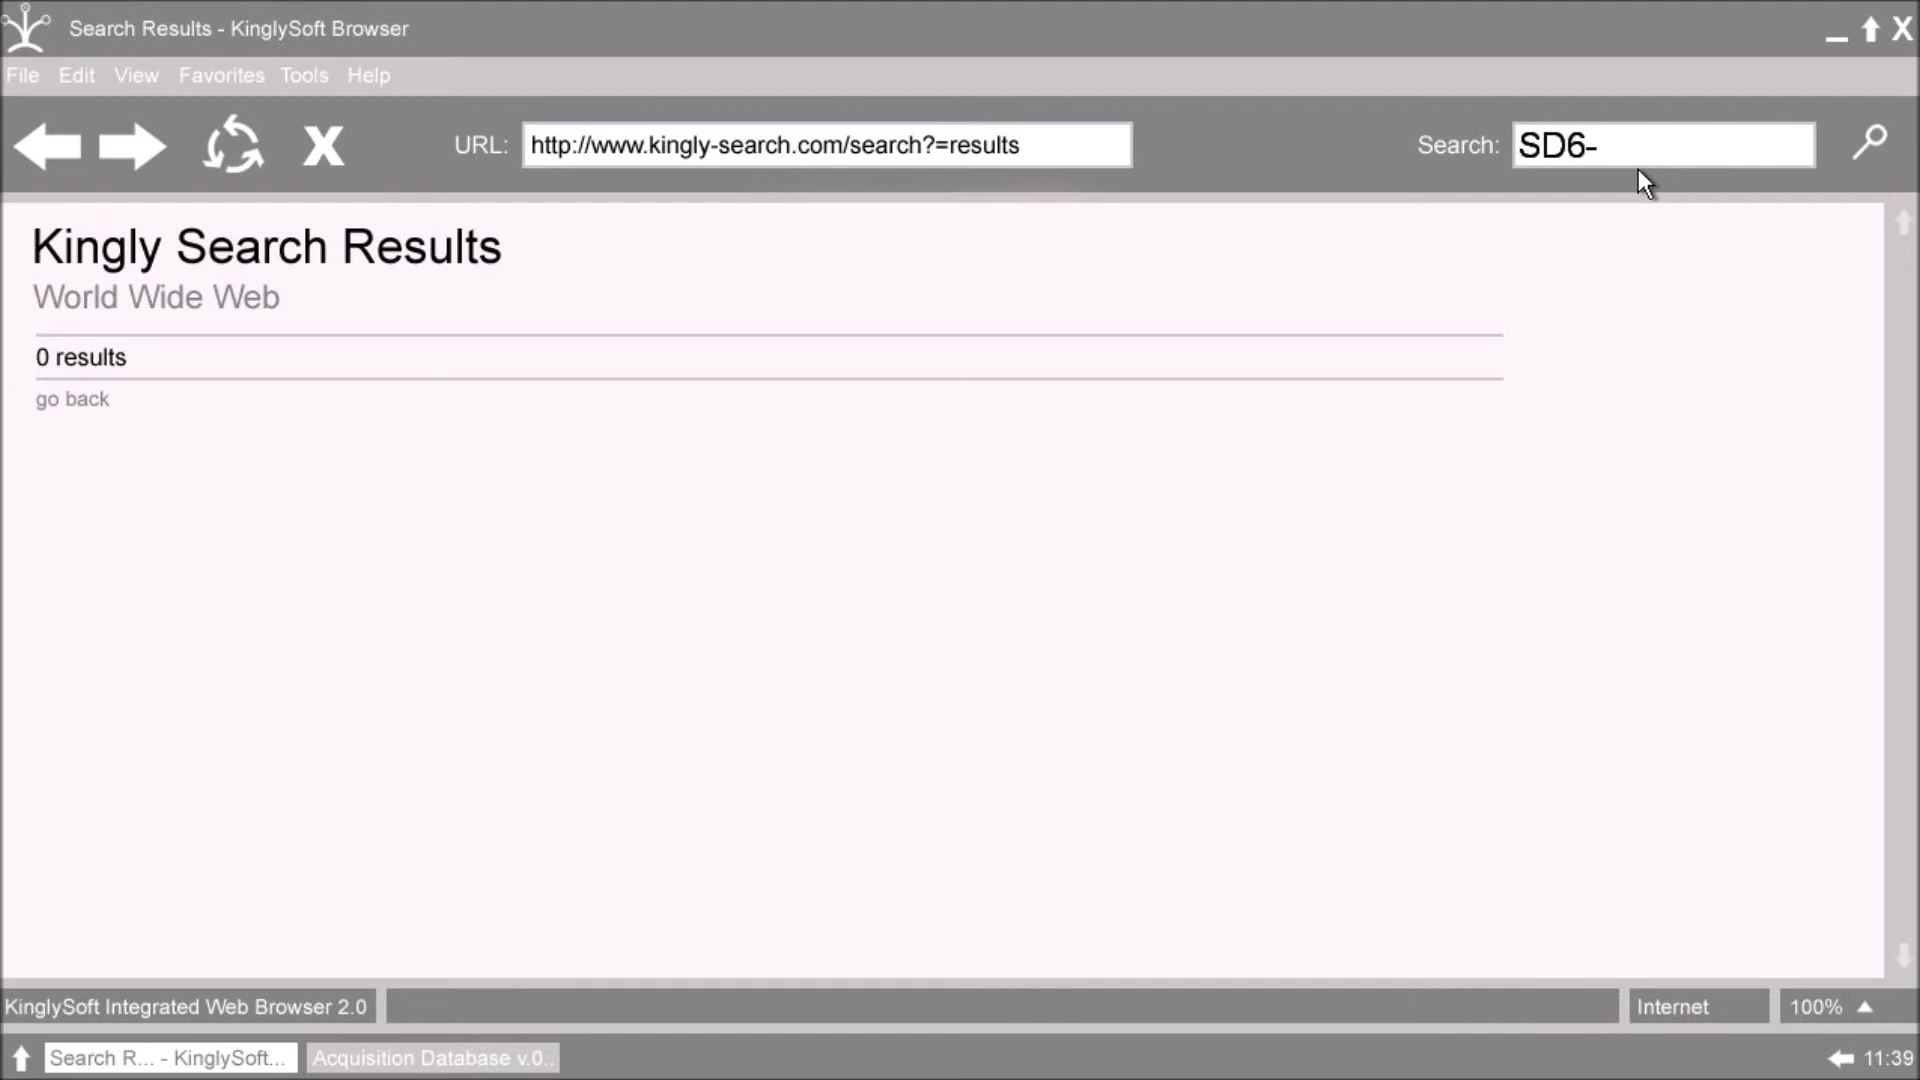 Search Results - KinglySoft Browser
X
File Edit View Favorites Tools Help
X URL: http://www.kingly-search.com/search?=results Search: SD6-
Kingly Search Results
World Wide Web
0 results
go back
KinglySoft Integrated Web Browser 2.0 Internet 100%
Search R... - KinglySoft... Acquisition Database v.0.. 11:39